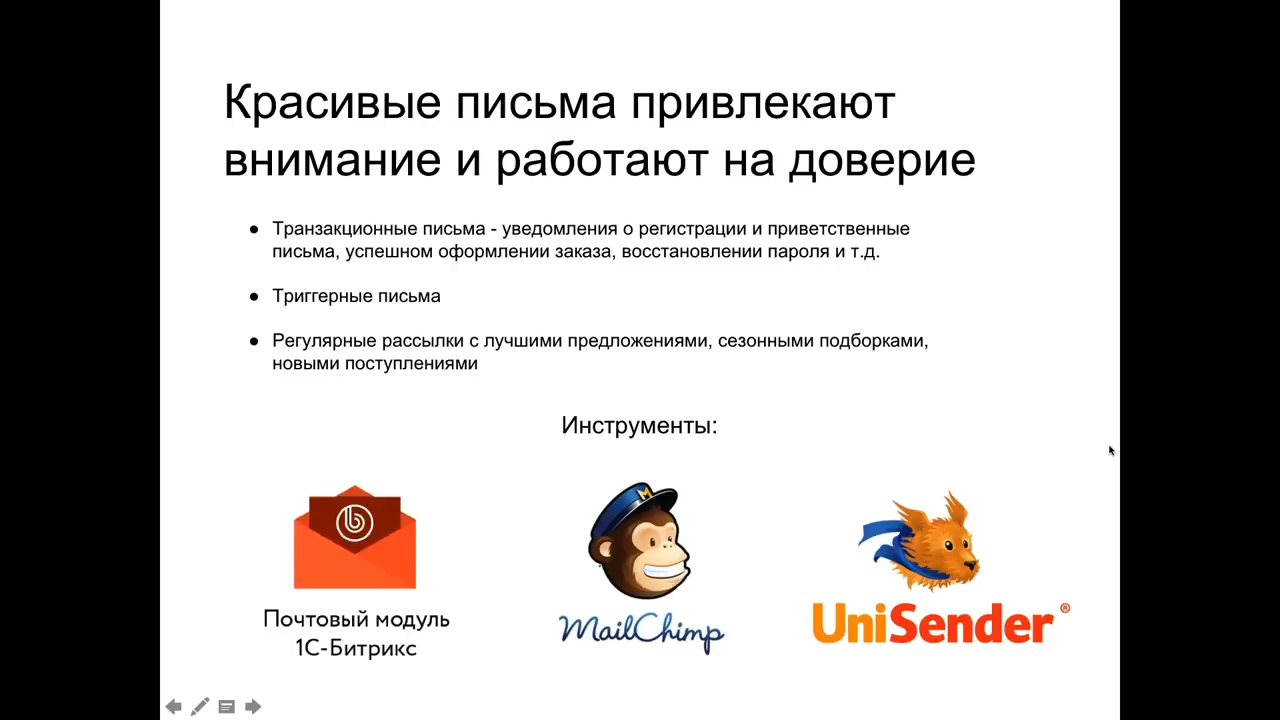 Красивые письма привлекают
внимание и работают на доверие
● Транзакционные письма - уведомления о регистрации и приветственные
письма, успешном оформлении заказа, восстановлении пароля и т.д.
● Триггерные письма
● Регулярные рассылки с лучшими предложениями, сезонными подборками,
новыми поступлениями
Инструменты:
Почтовый модуль
1С-Битрикс
MailChimp
UniSender®